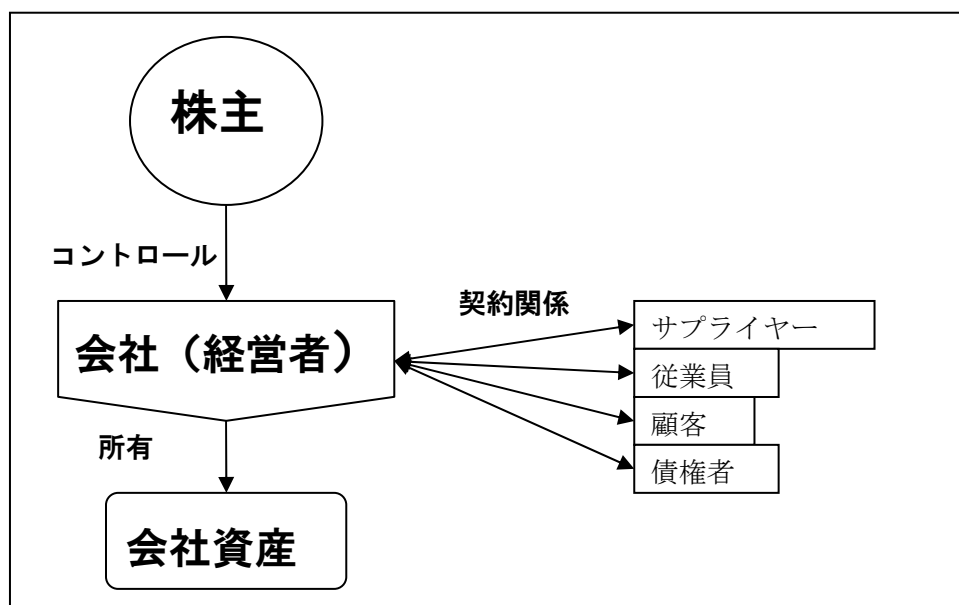 株主
コントロール
契約関係
サプライヤー
会社（経営者）
従業員
顧客
所有
債権者
会社資産